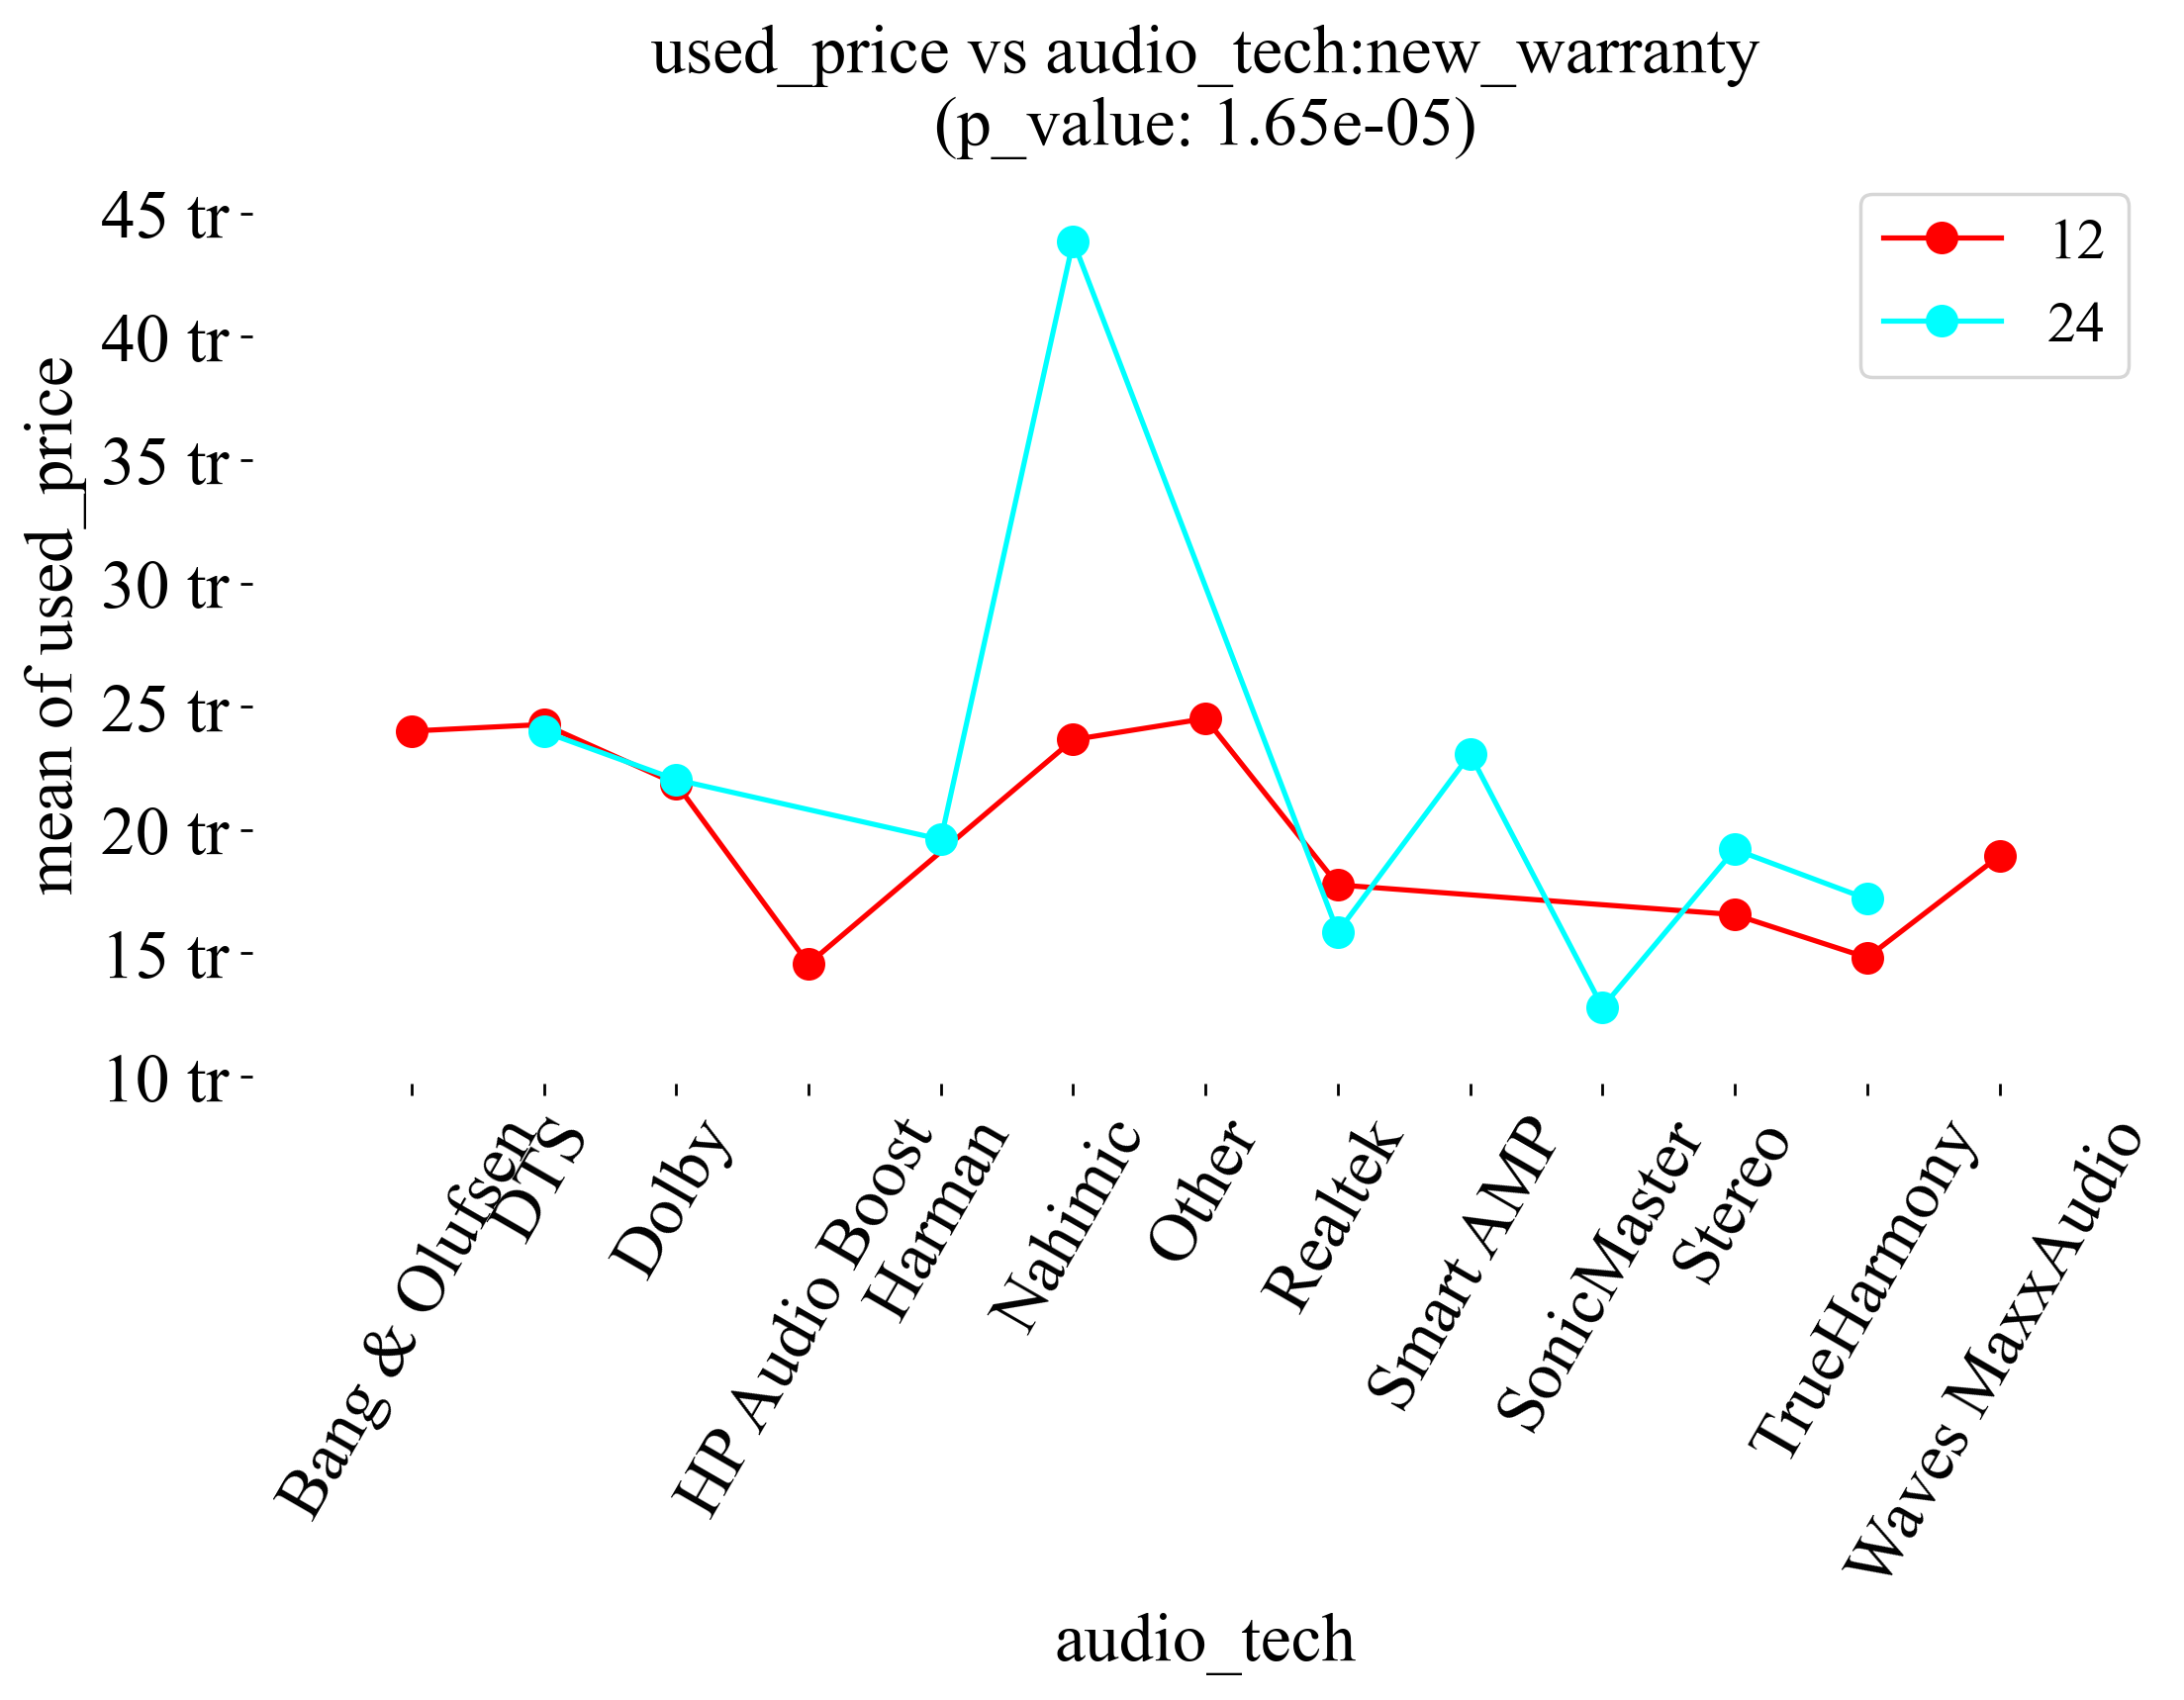 used_price vs audio_tech:new_warranty
(p_value: 1.65e-05)
12
24
45 tr
40 tr
35 tr
30 tr
25 tr
20 tr
15 tr
10 tr
mean of used_price
Bang & Olufsen
DTS
Dolby
HP Audio Boost
Harman
Nahimic
Other
Realtek
Smart AMP
SonicMaster
Stereo
TrueHarmony
Waves MaxxAudio
audio_tech